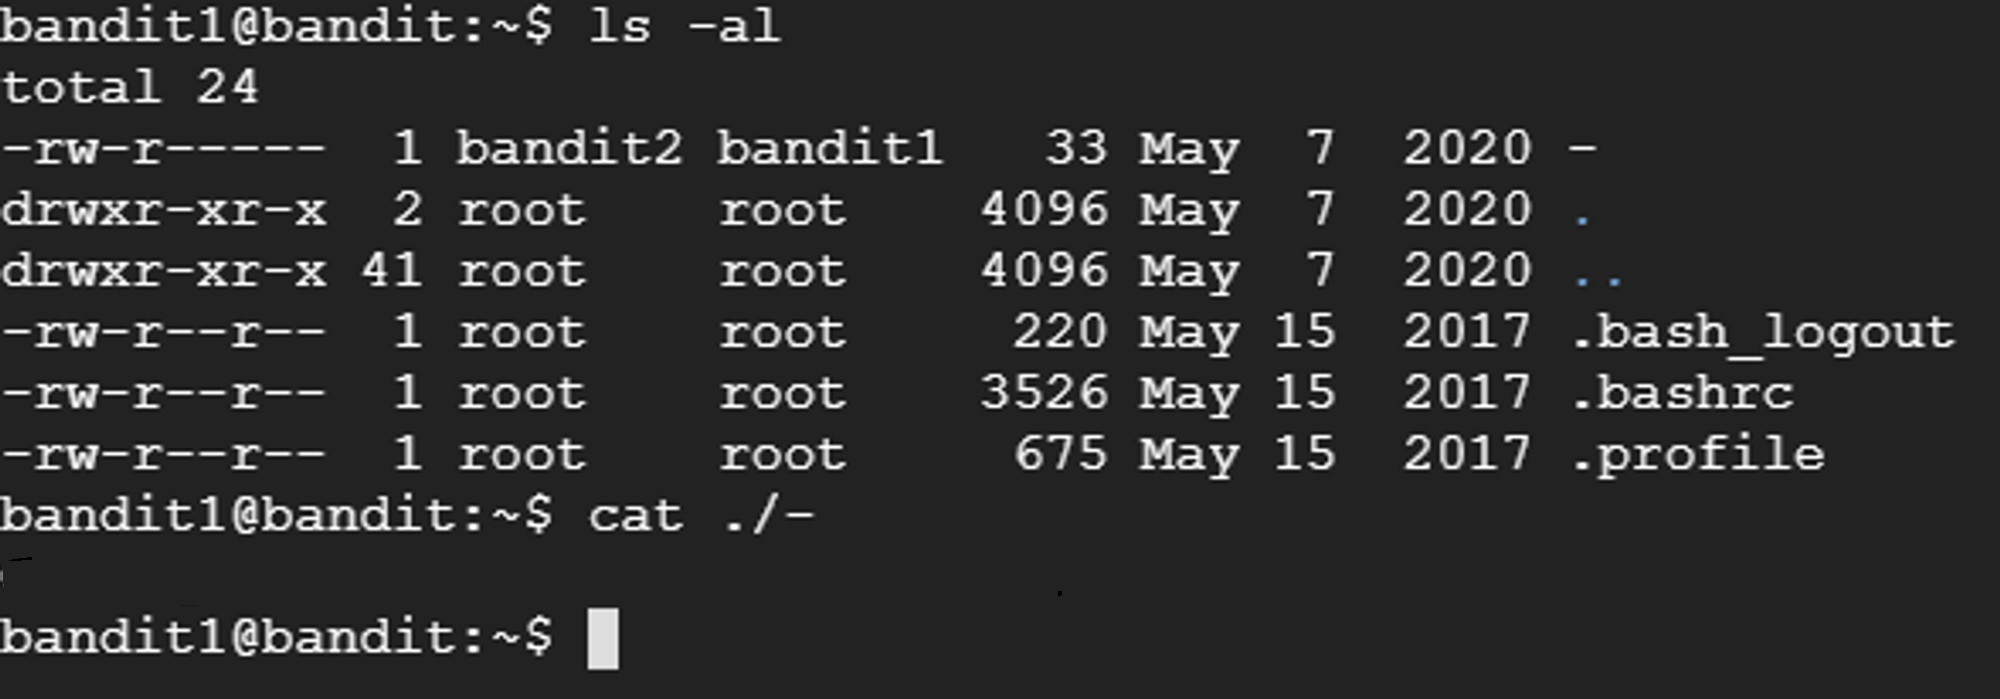 bandit1@bandit:~$ ls -al
total 24
-rw-r-----  1 bandit2 bandit1   33 May  7  2020 -
drwxr-xr-x  2 root    root    4096 May  7  2020 .
drwxr-xr-x 41 root    root    4096 May  7  2020 ..
-rw-r--r--  1 root    root     220 May 15  2017 .bash_logout
-rw-r--r--  1 root    root    3526 May 15  2017 .bashrc
-rw-r--r--  1 root    root     675 May 15  2017 .profile
bandit1@bandit:~$ cat ./-
bandit1@bandit:~$